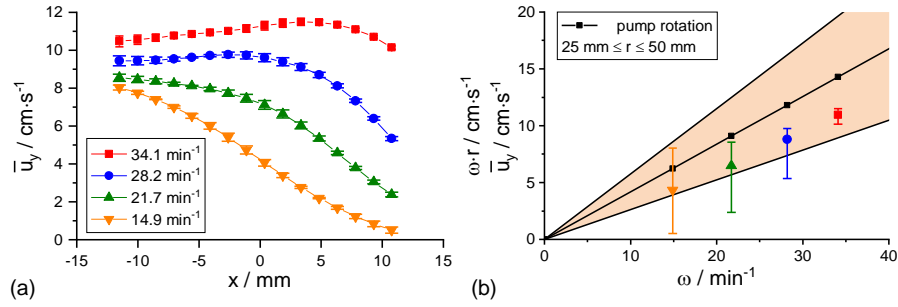 12
10
8
6
4
2
0
u̅y / cm·s⁻¹
34.1 min⁻¹
28.2 min⁻¹
21.7 min⁻¹
14.9 min⁻¹
-15 -10 -5 0 5 10 15
x / mm
(a)
20
15
10
5
0
ω·r / cm·s⁻¹
u̅y / cm·s⁻¹
pump rotation
25 mm ≤ r ≤ 50 mm
0 10 20 30 40
ω / min⁻¹
(b)